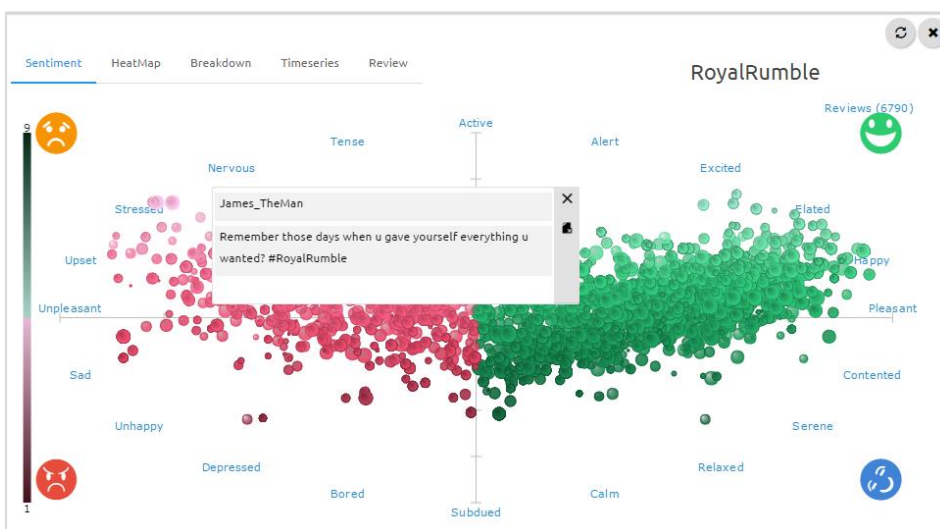 Sentiment HeatMap Breakdown Timeseries Review
RoyalRumble
Reviews (6790)
9
Active
Tense
Alert
Nervous
Excited
James_TheMan
Remember those days when u gave yourself everything u
wanted? #RoyalRumble
Stressed
Elated
Upset
Happy
Unpleasant
Pleasant
Sad
Contented
Unhappy
Serene
Depressed
Relaxed
Bored
Calm
1
Subdued